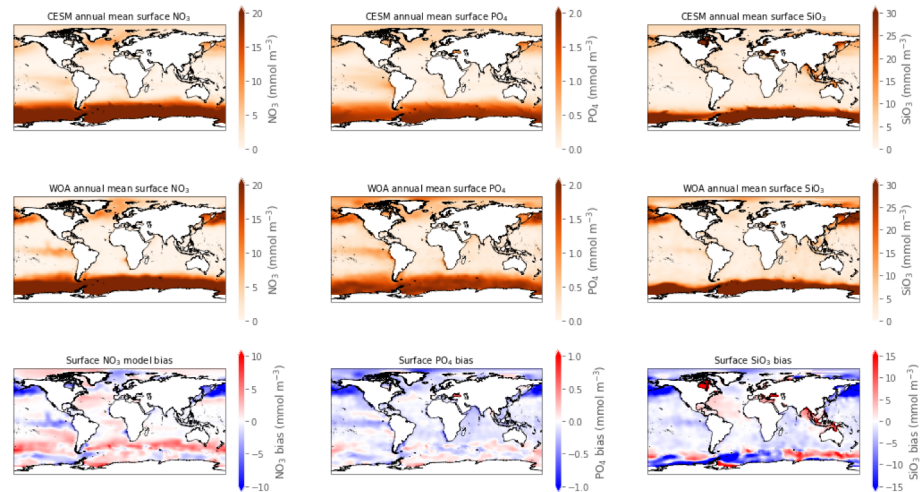 CESM annual mean surface NO₃
20
15
10
5
0
NO₃ (mmol m⁻³)
CESM annual mean surface PO₄
2.0
1.5
1.0
0.5
0.0
PO₄ (mmol m⁻³)
CESM annual mean surface SiO₃
30
25
20
15
10
5
0
SiO₃ (mmol m⁻³)
WOA annual mean surface NO₃
20
15
10
5
0
NO₃ (mmol m⁻³)
WOA annual mean surface PO₄
2.0
1.5
1.0
0.5
0.0
PO₄ (mmol m⁻³)
WOA annual mean surface SiO₃
30
25
20
15
10
5
0
SiO₃ (mmol m⁻³)
Surface NO₃ model bias
10
5
0
−5
−10
NO₃ bias (mmol m⁻³)
Surface PO₄ bias
1.0
0.5
0.0
−0.5
−1.0
PO₄ bias (mmol m⁻³)
Surface SiO₃ bias
15
10
5
0
−5
−10
−15
SiO₃ bias (mmol m⁻³)